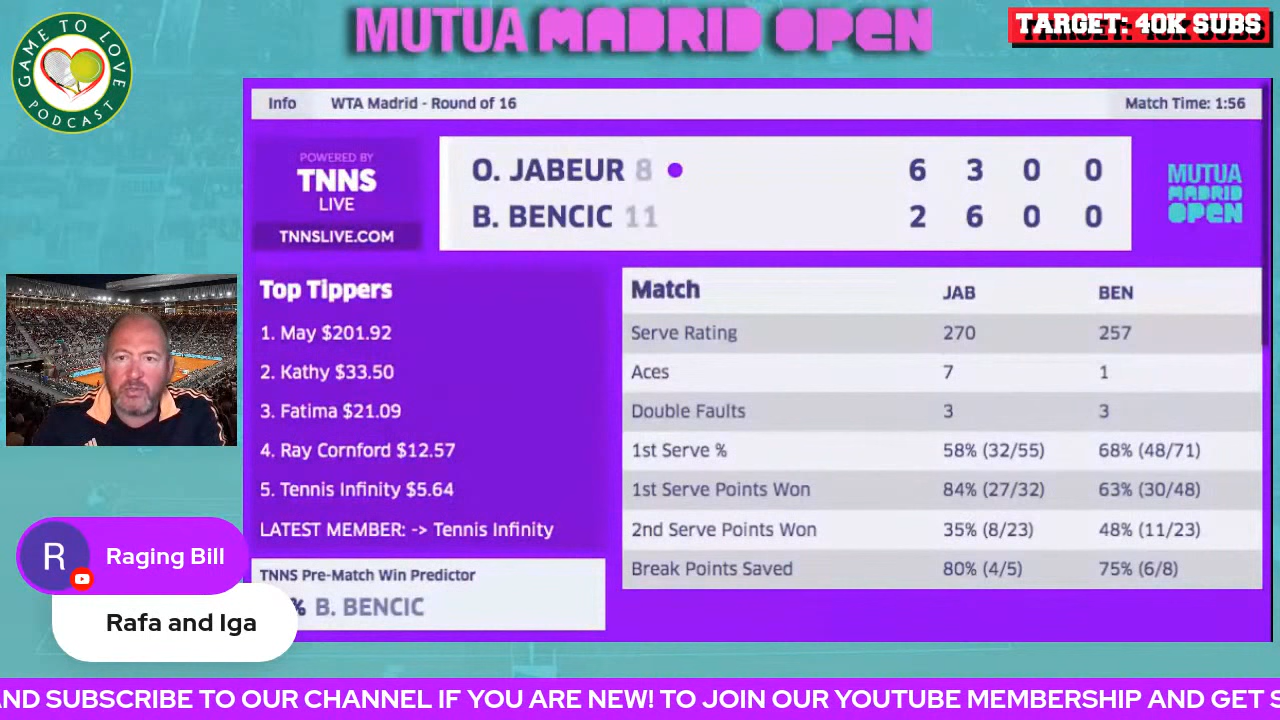 GAME TO LOVE
PODCAST
MUTUA MADRID OPEN
TARGET: 40K SUBS
Info WTA Madrid - Round of 16 Match Time: 1:56
POWERED BY
TNNS
LIVE
TNNSLIVE.COM
O. JABEUR 8 6 3 0 0
B. BENCIC 11 2 6 0 0
MUTUA
MADRID
OPEN
Top Tippers
1. May $201.92
2. Kathy $33.50
3. Fatima $21.09
4. Ray Cornford $12.57
5. Tennis Infinity $5.64
LATEST MEMBER: -> Tennis Infinity
TNNS Pre-Match Win Predictor
% B. BENCIC
Match JAB BEN
Serve Rating 270 257
Aces 7 1
Double Faults 3 3
1st Serve % 58% (32/55) 68% (48/71)
1st Serve Points Won 84% (27/32) 63% (30/48)
2nd Serve Points Won 35% (8/23) 48% (11/23)
Break Points Saved 80% (4/5) 75% (6/8)
R Raging Bill
Rafa and Iga
AND SUBSCRIBE TO OUR CHANNEL IF YOU ARE NEW! TO JOIN OUR YOUTUBE MEMBERSHIP AND GET S